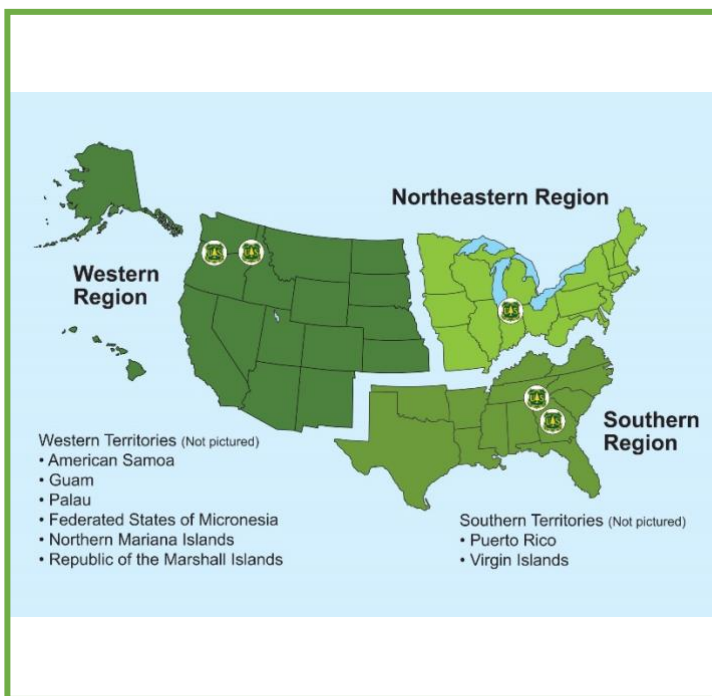 Northeastern Region
Western
Region
Southern
Region
Western Territories (Not pictured)
• American Samoa
• Guam
• Palau
• Federated States of Micronesia
• Northern Mariana Islands
• Republic of the Marshall Islands
Southern Territories (Not pictured)
• Puerto Rico
• Virgin Islands